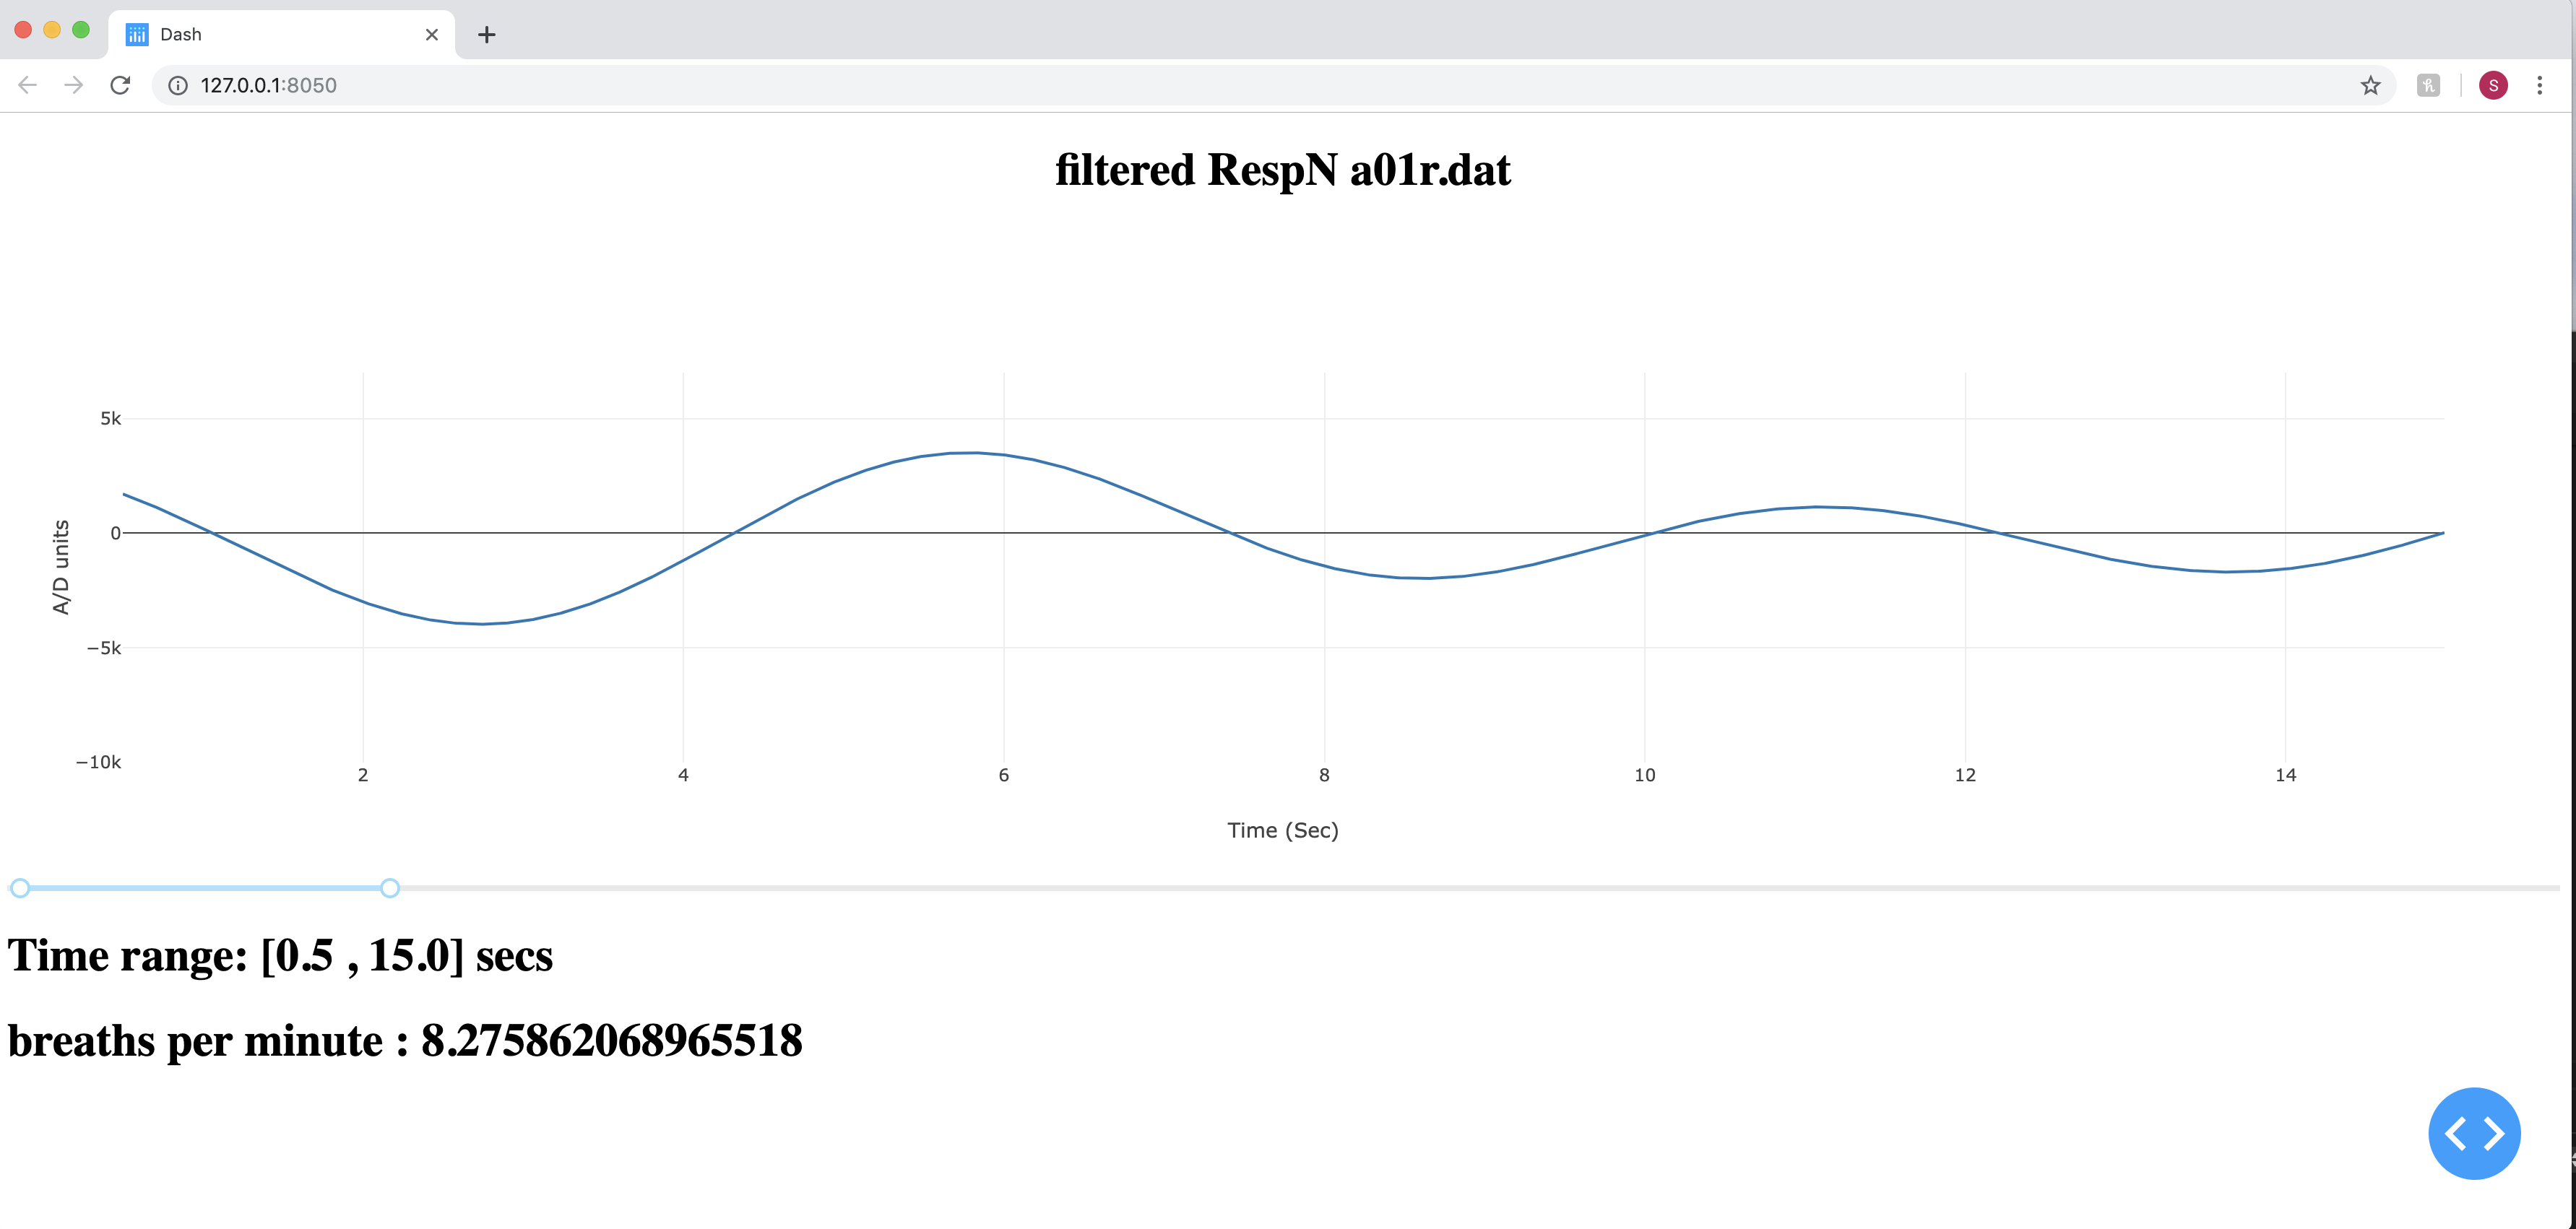 Dash
127.0.0.1:8050
S
filtered RespN a01r.dat
5k
0
−5k
−10k
A/D units
2 4 6 8 10 12 14
Time (Sec)
Time range: [0.5 , 15.0] secs
breaths per minute : 8.275862068965518